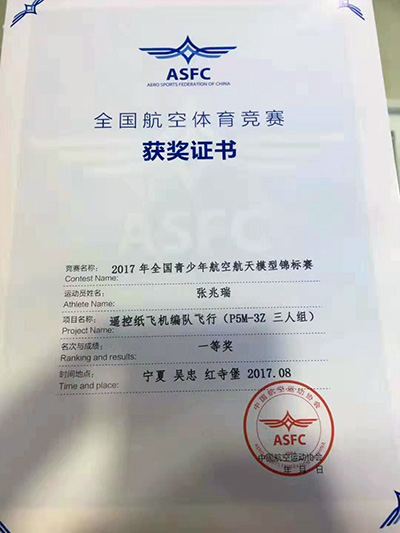 ASFC
AERO SPORTS FEDERATION OF CHINA
全国航空体育竞赛
获奖证书
ASFC
竞赛名称: 2017年全国青少年航空航天模型锦标赛
Contest Name:
运动员姓名: 张兆瑞
Athlete Name:
项目名称: 遥控纸飞机编队飞行(P5M-3Z 三人组)
Project Name:
名次与成绩: 一等奖
Ranking and results:
时间地点: 宁夏 吴忠 红寺堡 2017.08
Time and place:
中国航空运动协会
ASFC
中国航空运动协会
年 月 日